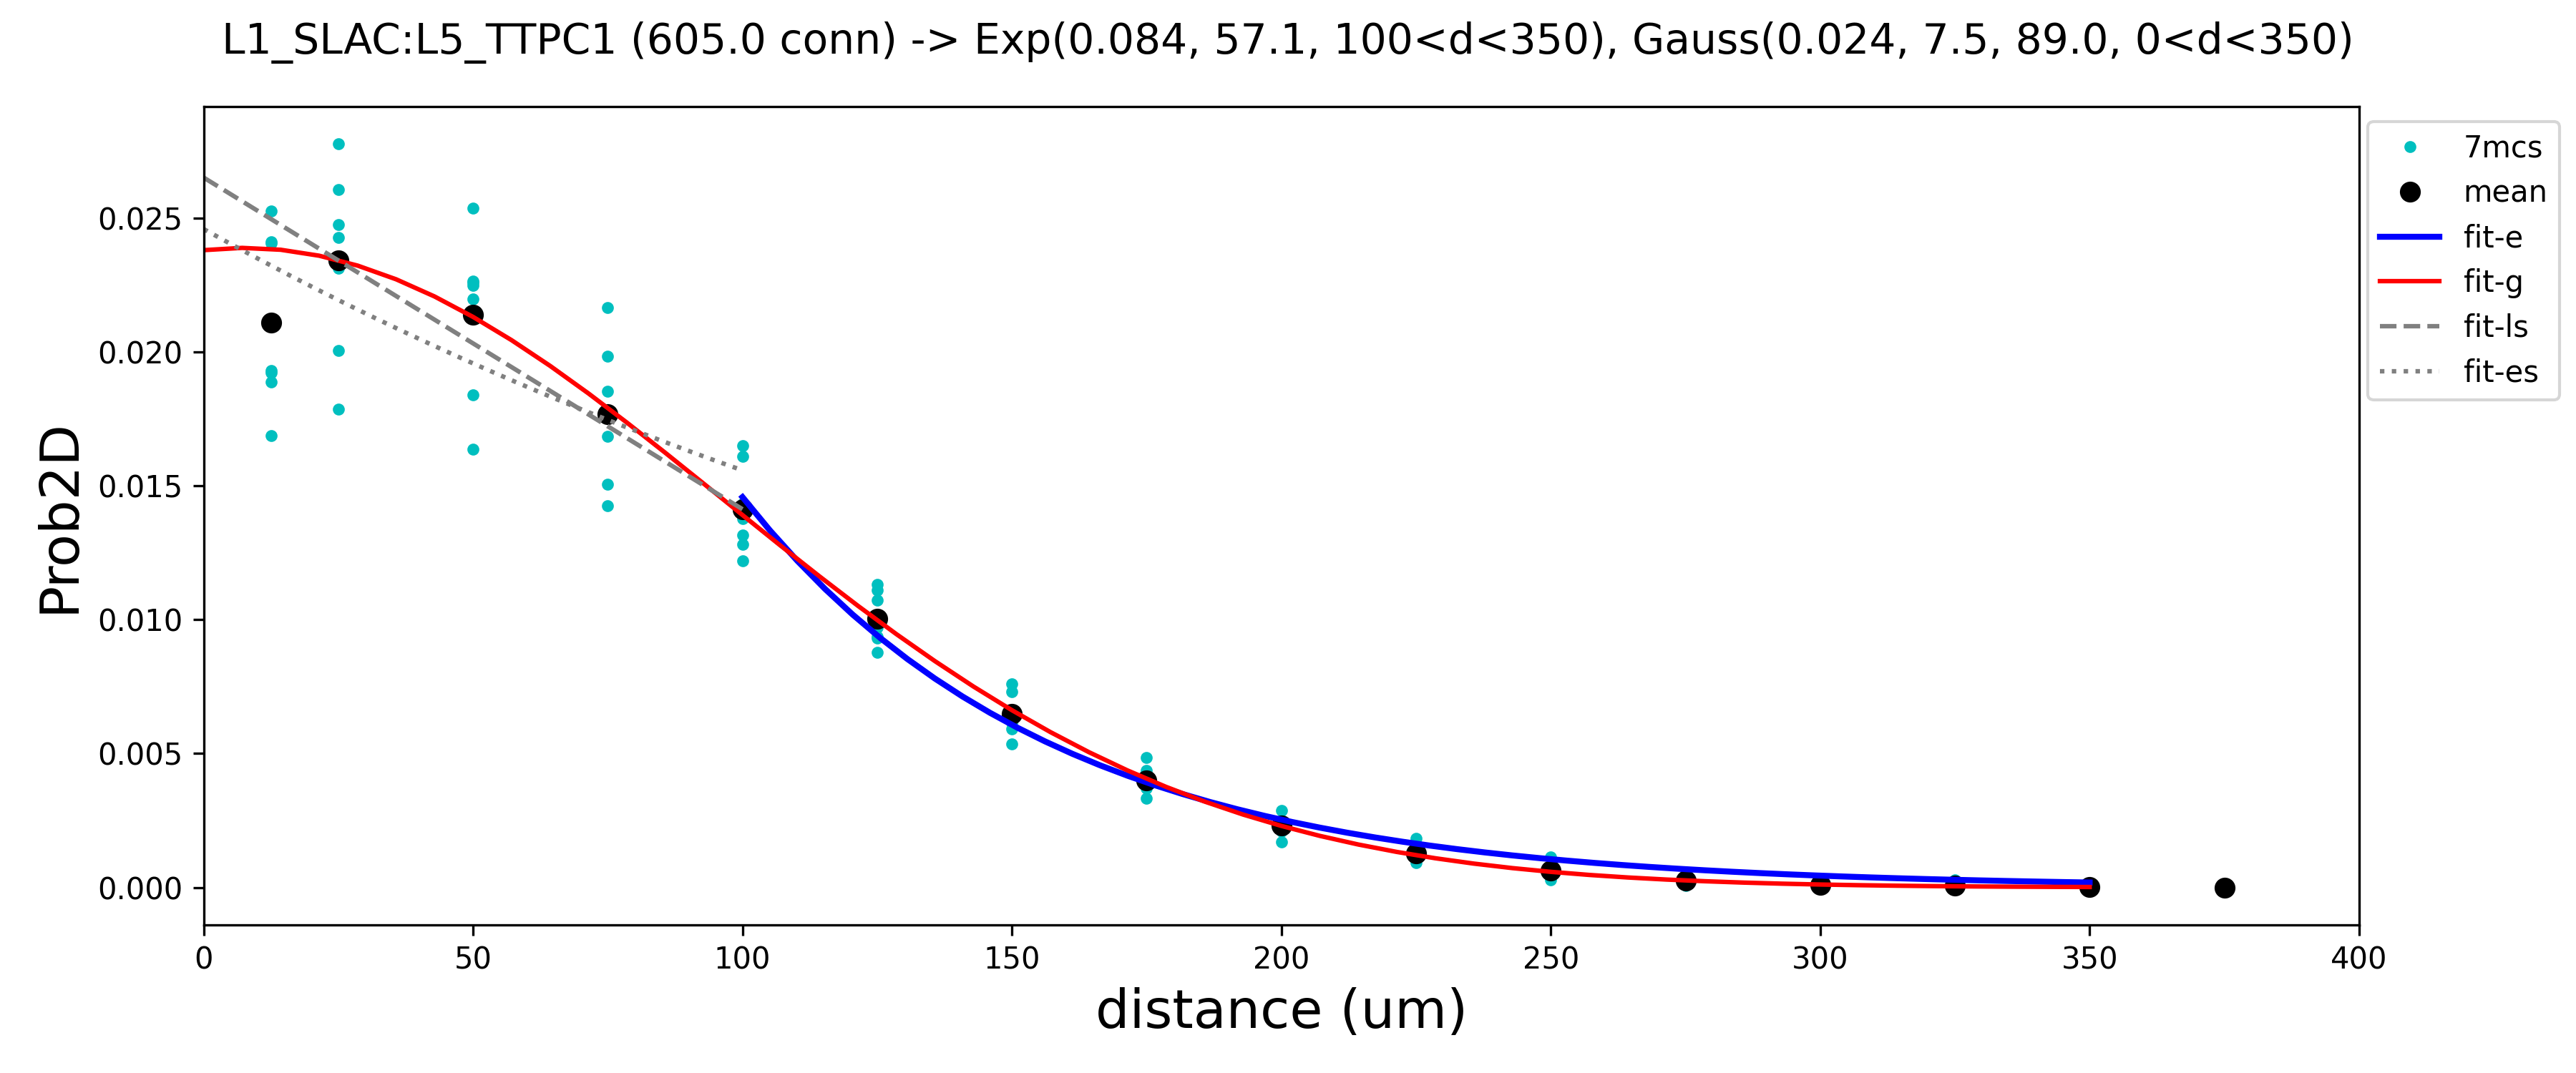 L1_SLAC:L5_TTPC1 (605.0 conn) -> Exp(0.084, 57.1, 100<d<350), Gauss(0.024, 7.5, 89.0, 0<d<350)
7mcs
mean
fit-e
fit-g
fit-ls
fit-es
Prob2D
0.025
0.020
0.015
0.010
0.005
0.000
0 50 100 150 200 250 300 350 400
distance (um)